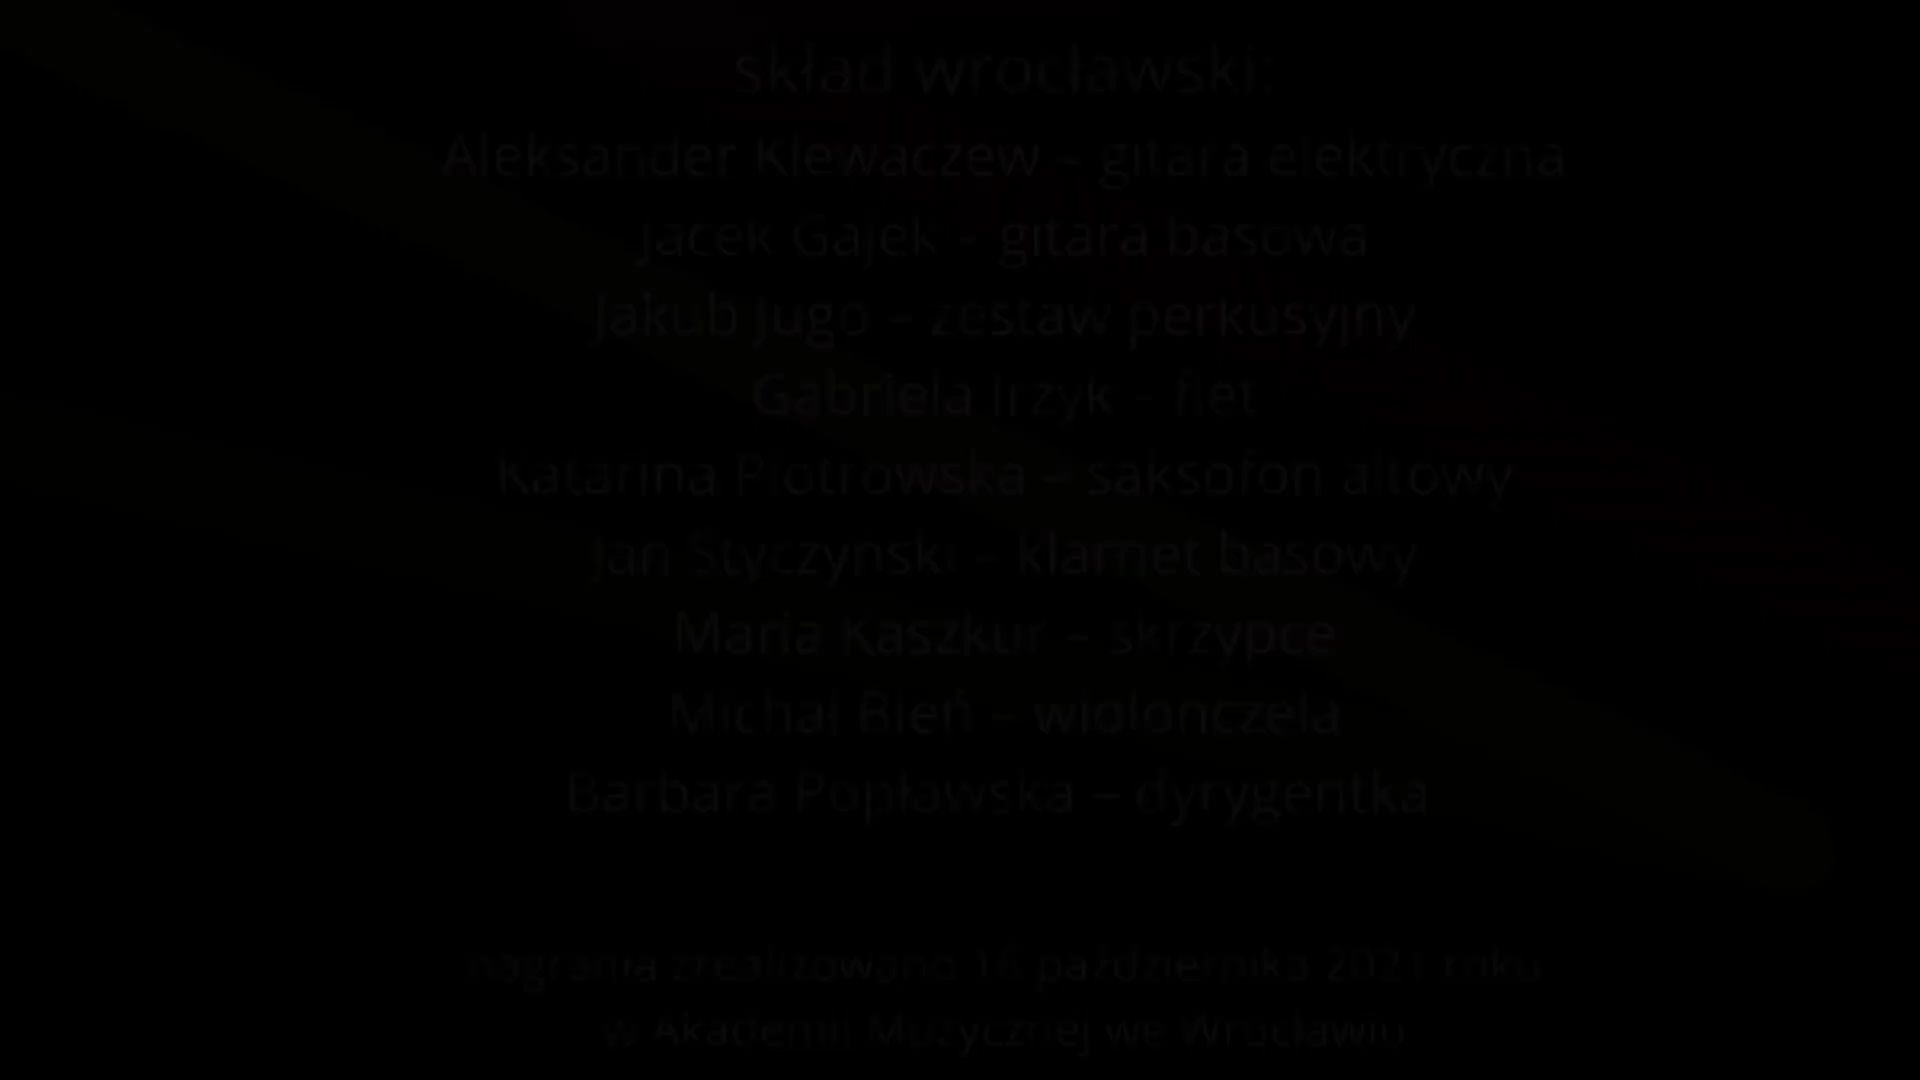 skład wrocławski:
Aleksander Klewaczew – gitara elektryczna
Jacek Gajek – gitara basowa
Jakub Jugo – zestaw perkusyjny
Gabriela Irzyk – flet
Katarina Piotrowska – saksofon altowy
Jan Styczyński – klarnet basowy
Maria Kaszkur – skrzypce
Michał Bień – wiolonczela
Barbara Popławska – dyrygentka
nagrania zrealizowano 16 października 2021 roku
w Akademii Muzycznej we Wrocławiu